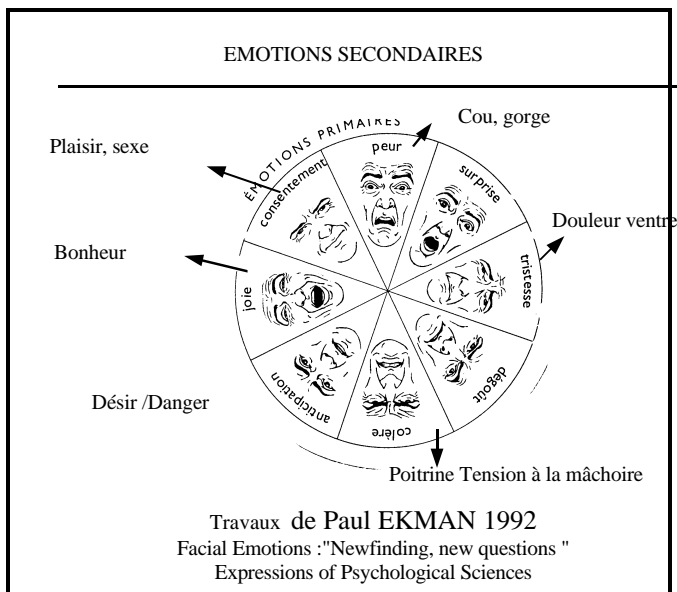 EMOTIONS SECONDAIRES
Cou, gorge
ÉMOTIONS PRIMAIRES
Plaisir, sexe
peur
consentement
surprise
Douleur ventre
Bonheur
tristesse
joie
dégoût
Désir /Danger
anticipation
colère
Poitrine Tension à la mâchoire
Travaux de Paul EKMAN 1992
Facial Emotions :"Newfinding, new questions "
Expressions of Psychological Sciences